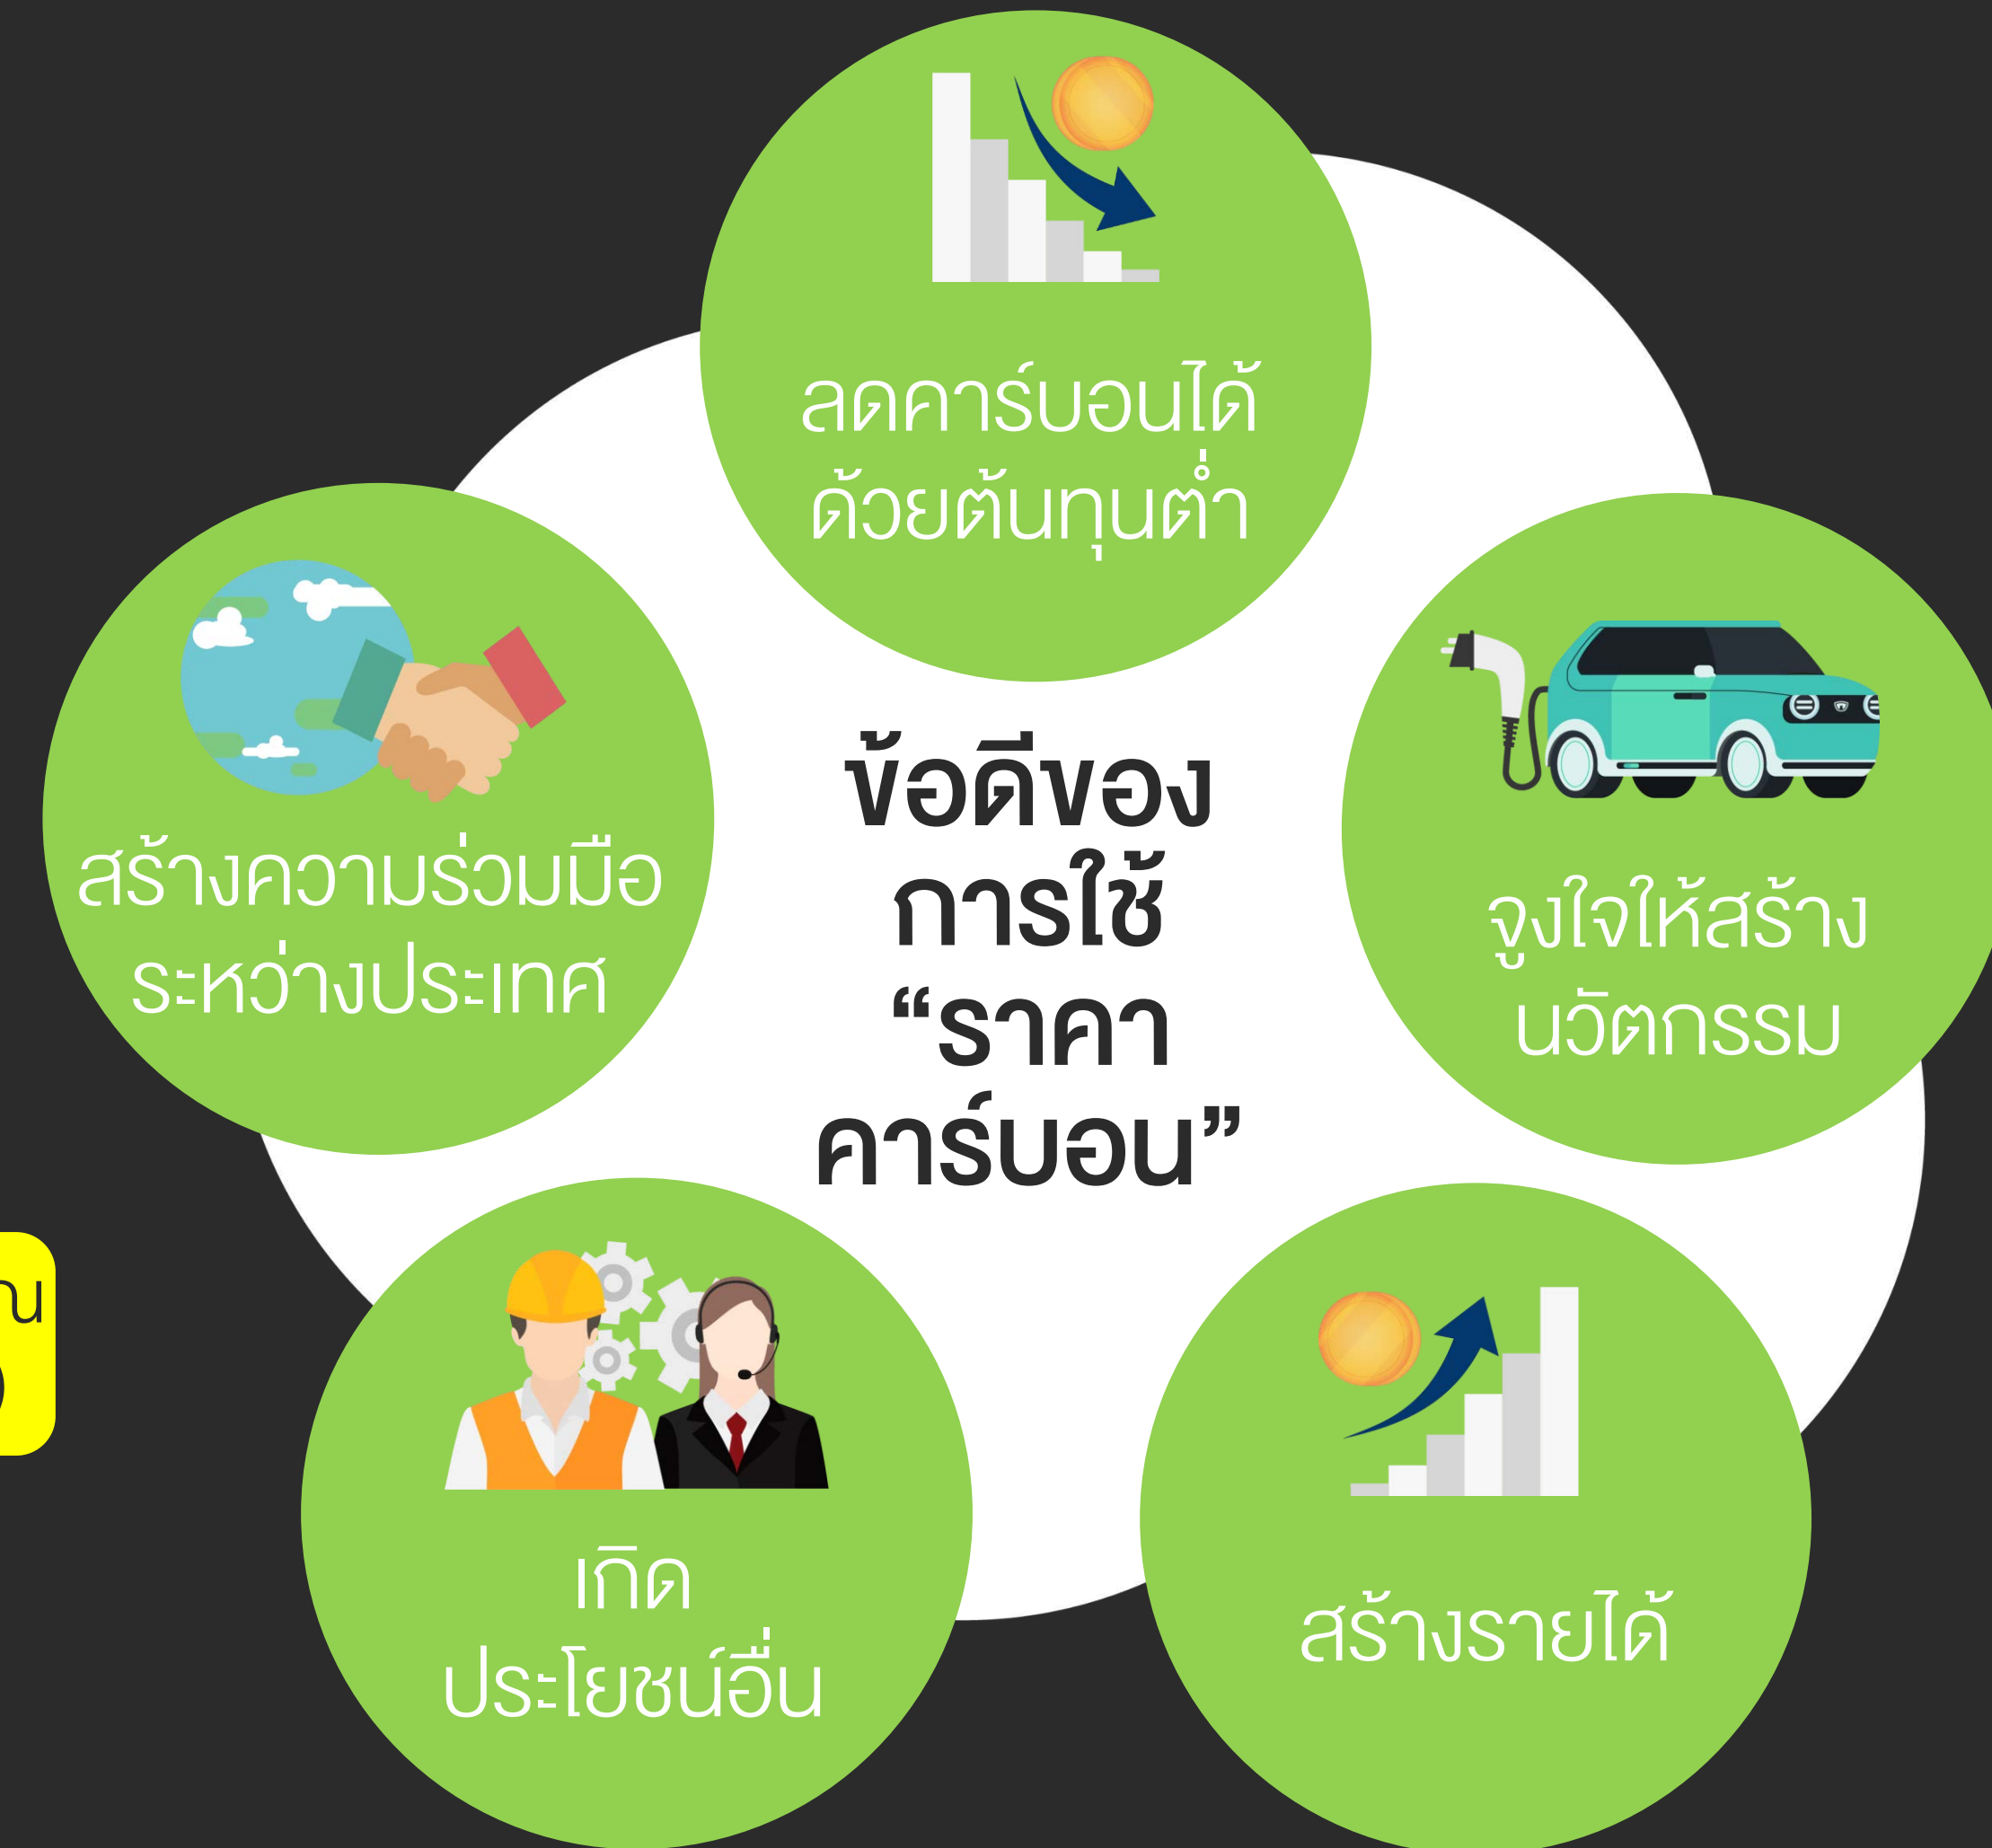 ลดคาร์บอนได้
ด้วยต้นทุนต่ำ
สร้างความร่วมมือ
ระหว่างประเทศ
ข้อดีของ
การใช้
“ราคา
คาร์บอน”
จูงใจให้สร้าง
นวัตกรรม
เกิด
ประโยชน์อื่น
สร้างรายได้